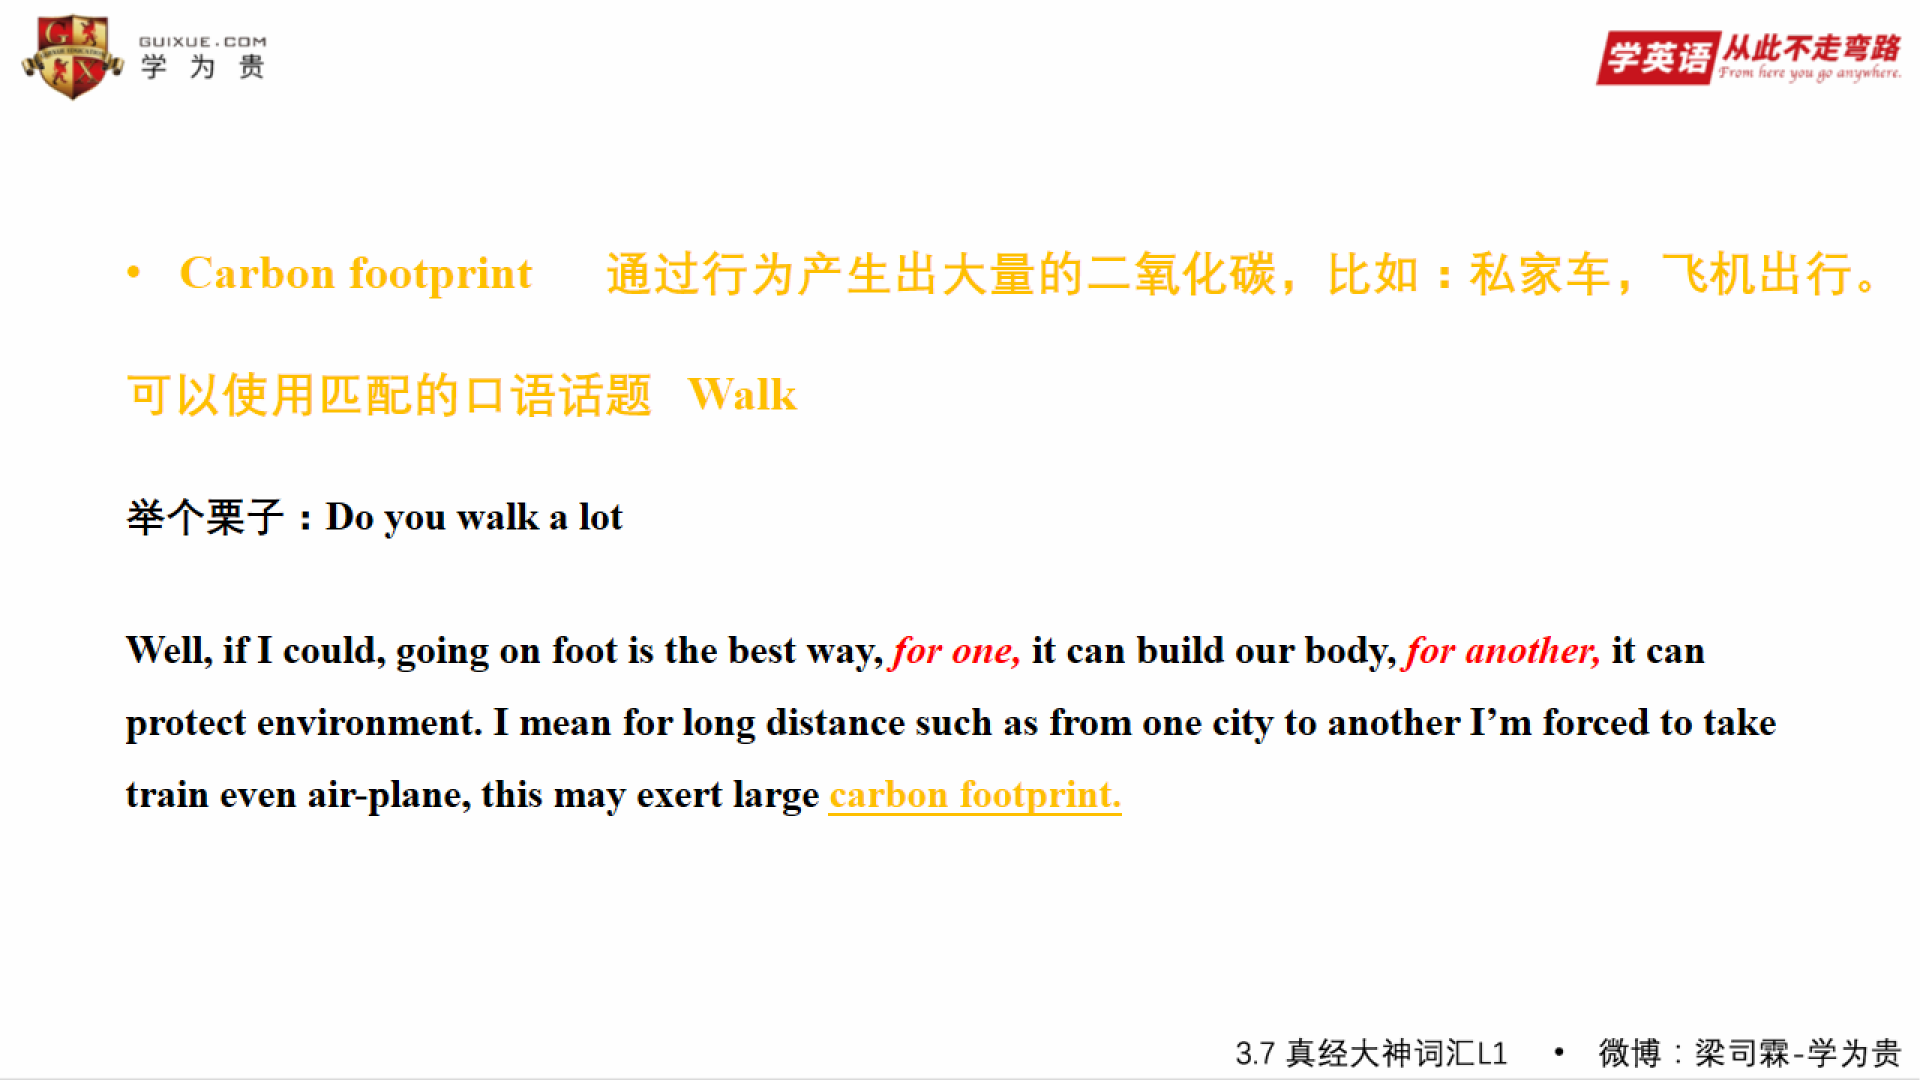 GUIXUE.COM
学为贵
学英语 从此不走弯路
From here you go anywhere.
• Carbon footprint 通过行为产生出大量的二氧化碳，比如：私家车，飞机出行。
可以使用匹配的口语话题 Walk
举个栗子：Do you walk a lot
Well, if I could, going on foot is the best way, for one, it can build our body, for another, it can
protect environment. I mean for long distance such as from one city to another I’m forced to take
train even air-plane, this may exert large carbon footprint.
3.7 真经大神词汇L1 • 微博：梁司霖-学为贵